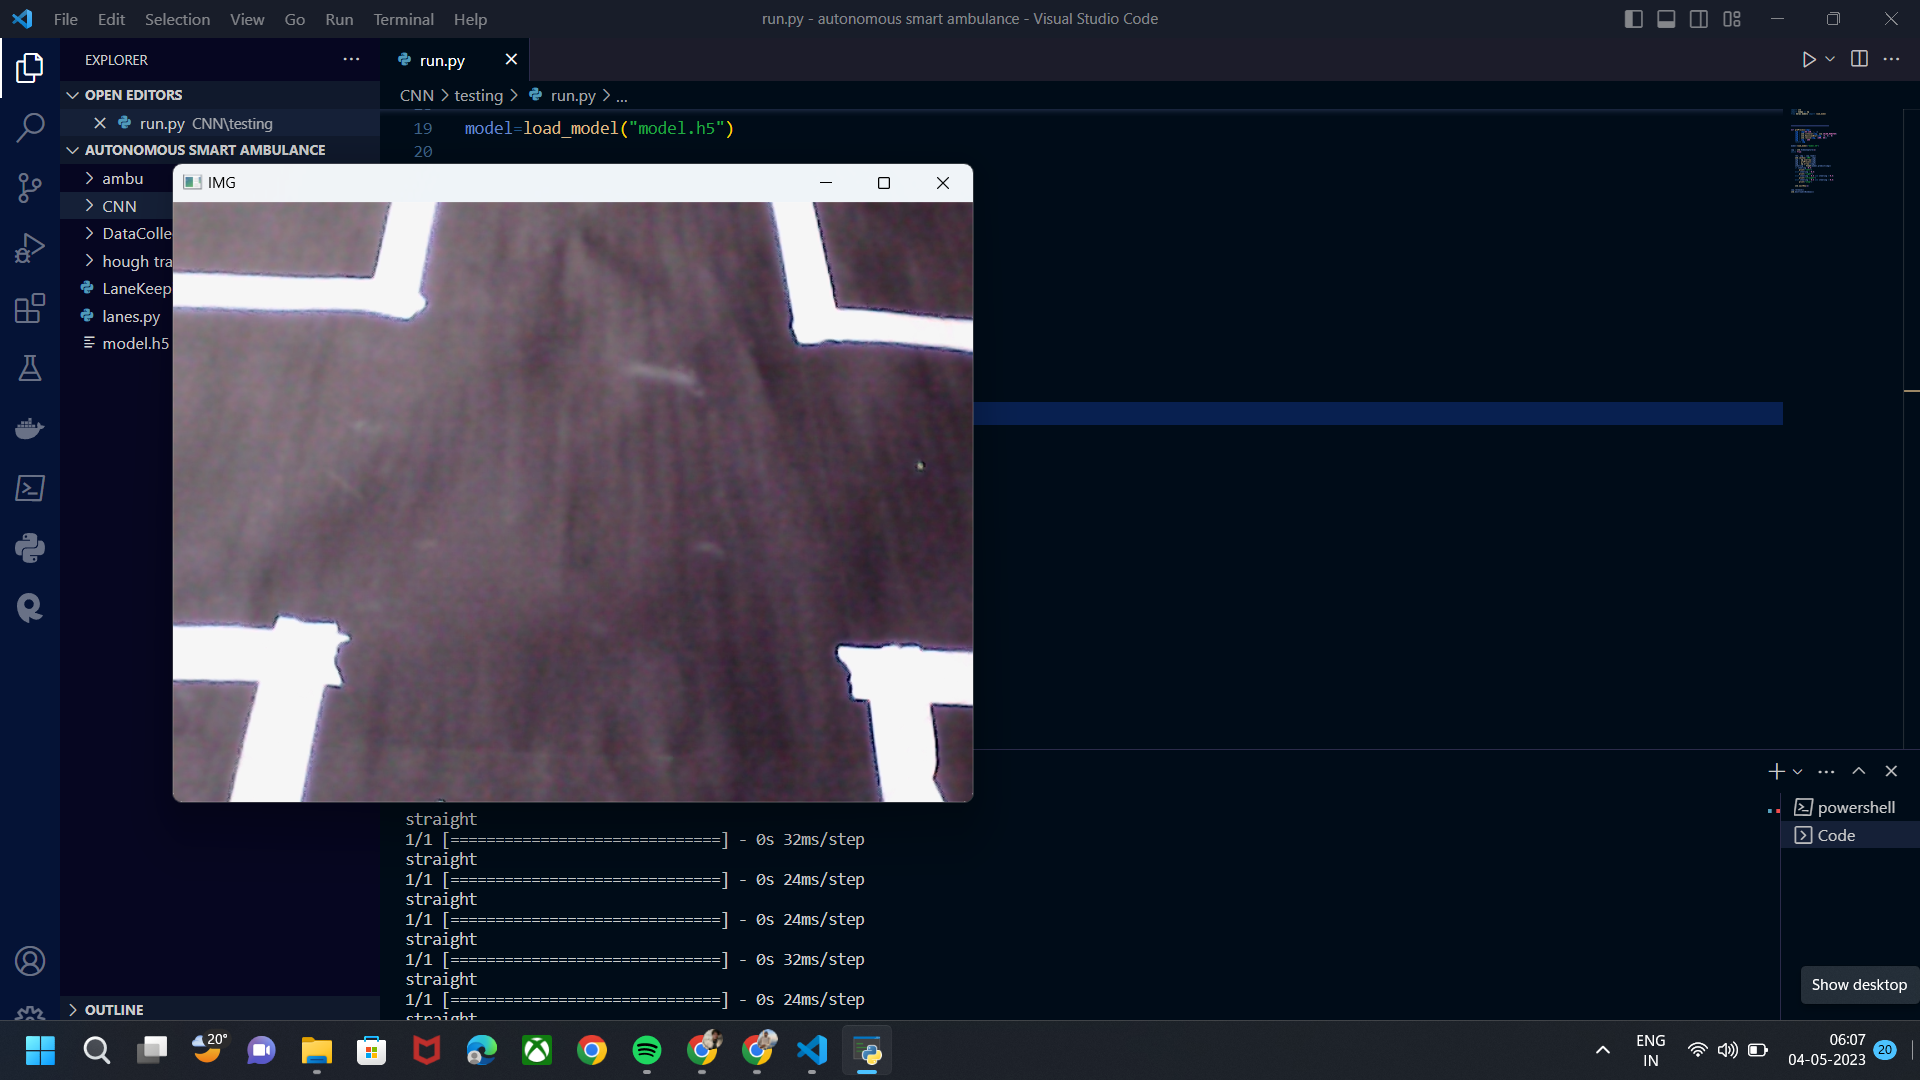 File Edit Selection View Go Run Terminal Help
run.py - autonomous smart ambulance - Visual Studio Code
EXPLORER
run.py
OPEN EDITORS
run.py CNN\testing
AUTONOMOUS SMART AMBULANCE
ambu
CNN
DataColle
hough tra
LaneKeep
lanes.py
model.h5
OUTLINE
CNN > testing > run.py > ...
19 model=load_model("model.h5")
20
IMG
straight
1/1 [==============================] - 0s 32ms/step
straight
1/1 [==============================] - 0s 24ms/step
straight
1/1 [==============================] - 0s 24ms/step
straight
1/1 [==============================] - 0s 32ms/step
straight
1/1 [==============================] - 0s 24ms/step
straight
powershell
Code
Show desktop
20°
ENG
IN
06:07
04-05-2023
20